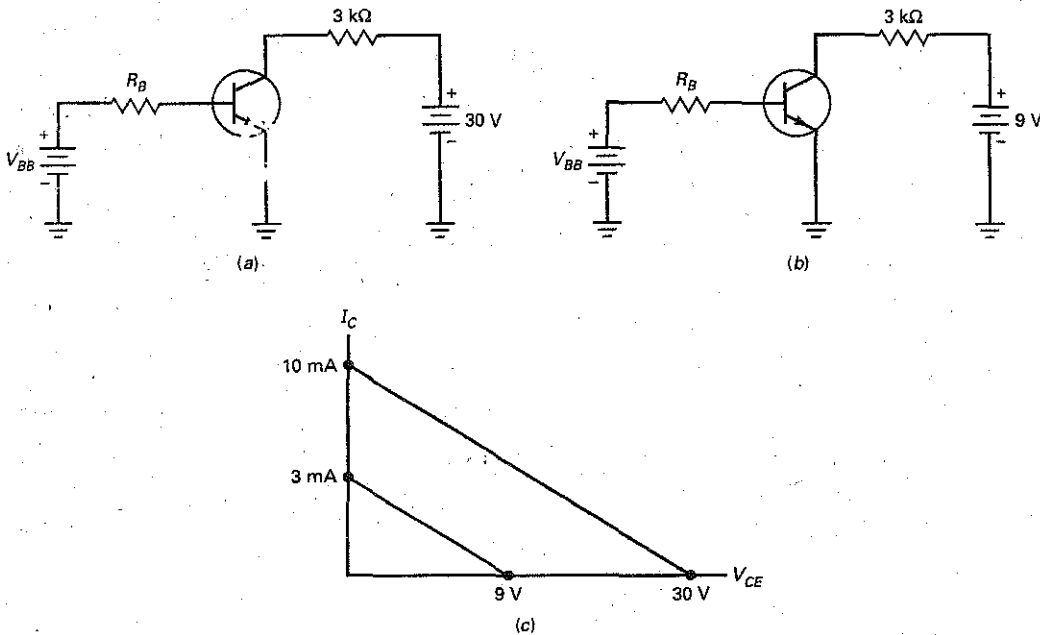 3 kΩ
R_B
+
30 V
+
V_BB
−
−
(a)
3 kΩ
R_B
+
9 V
+
V_BB
−
−
(b)
I_C
10 mA
3 mA
V_CE
9 V
30 V
(c)